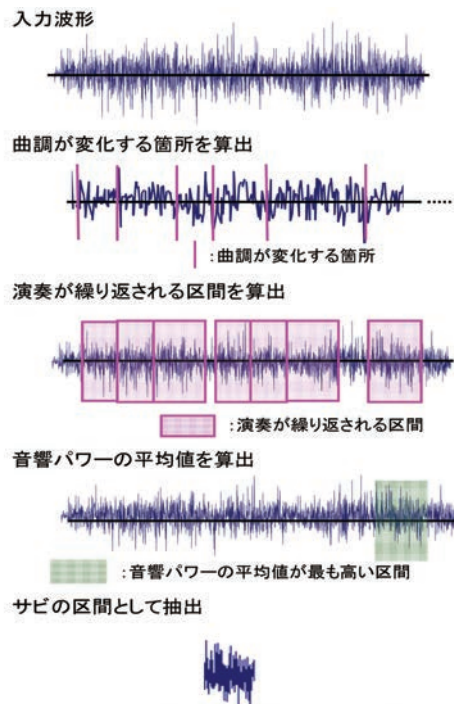 入力波形
曲調が変化する箇所を算出
:曲調が変化する箇所
演奏が繰り返される区間を算出
:演奏が繰り返される区間
音響パワーの平均値を算出
:音響パワーの平均値が最も高い区間
サビの区間として抽出